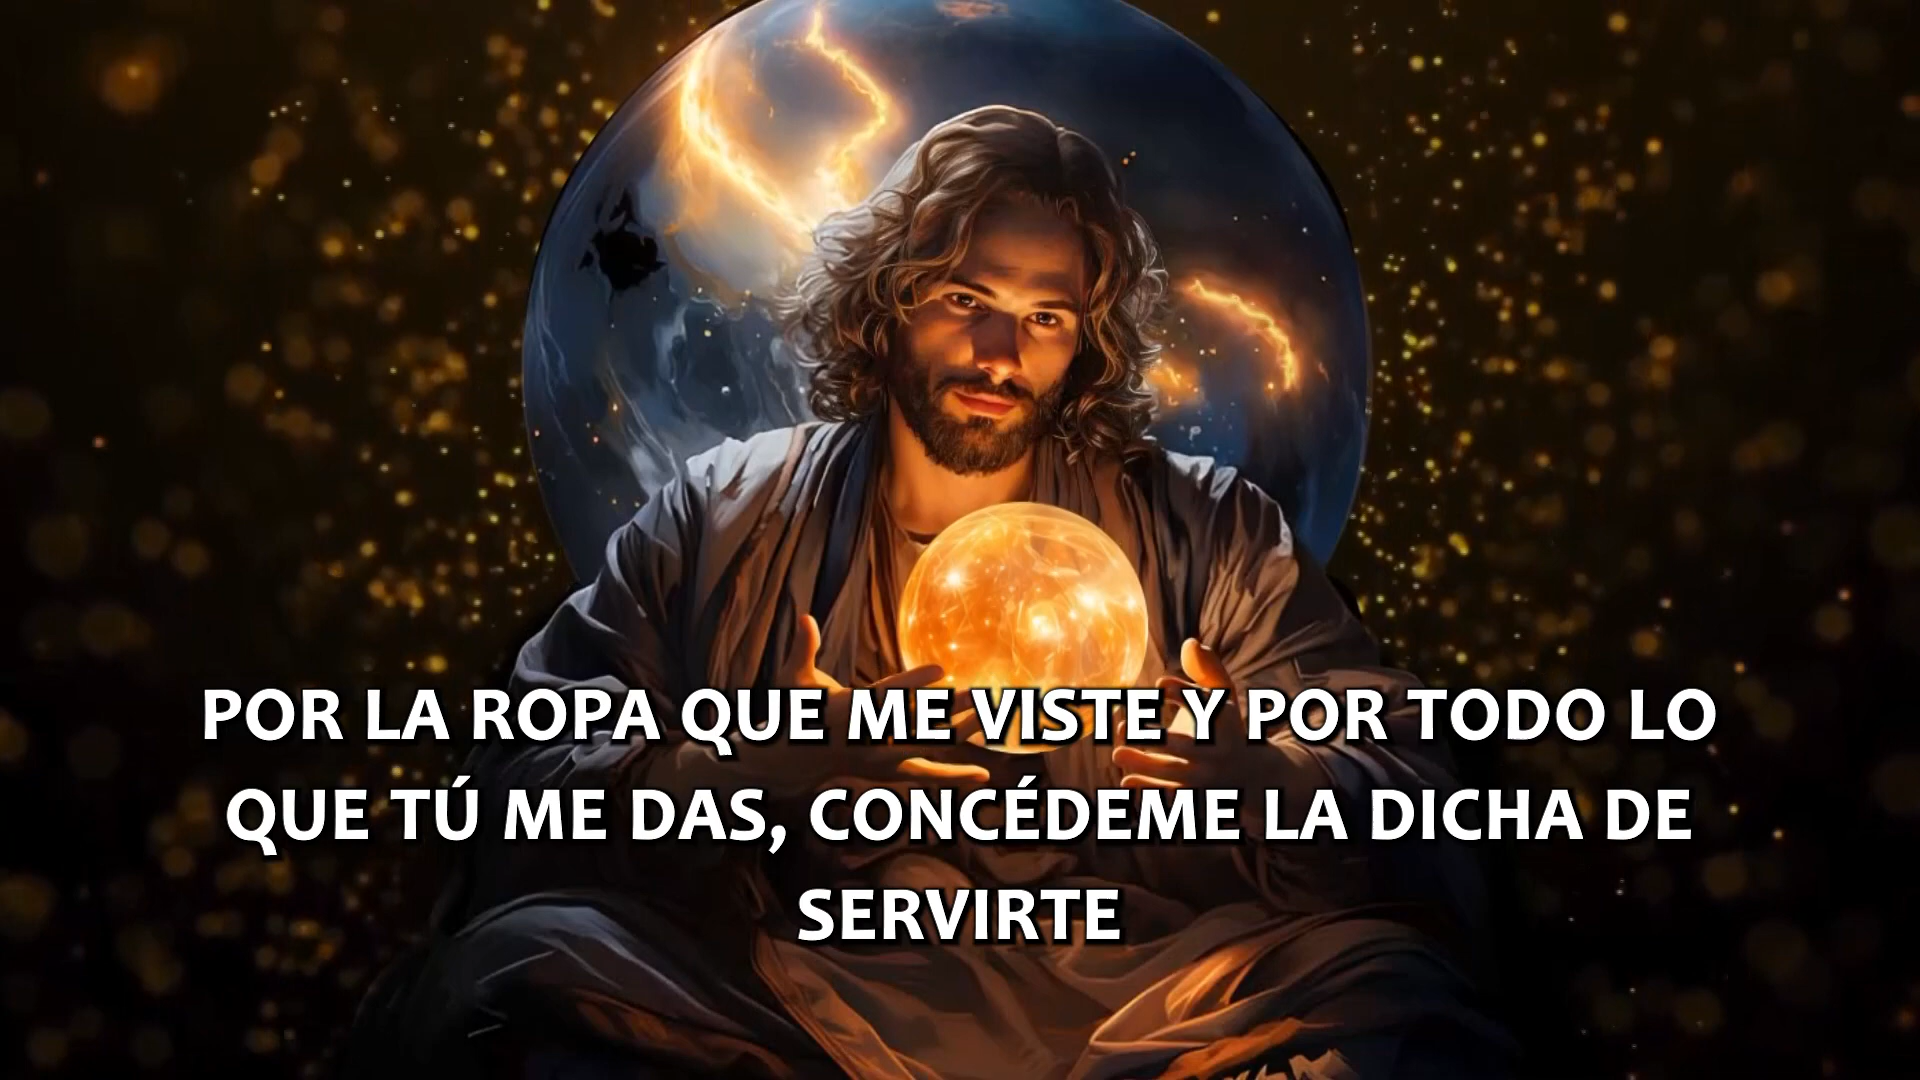 POR LA ROPA QUE ME VISTE Y POR TODO LO
QUE TÚ ME DAS, CONCÉDEME LA DICHA DE
SERVIRTE